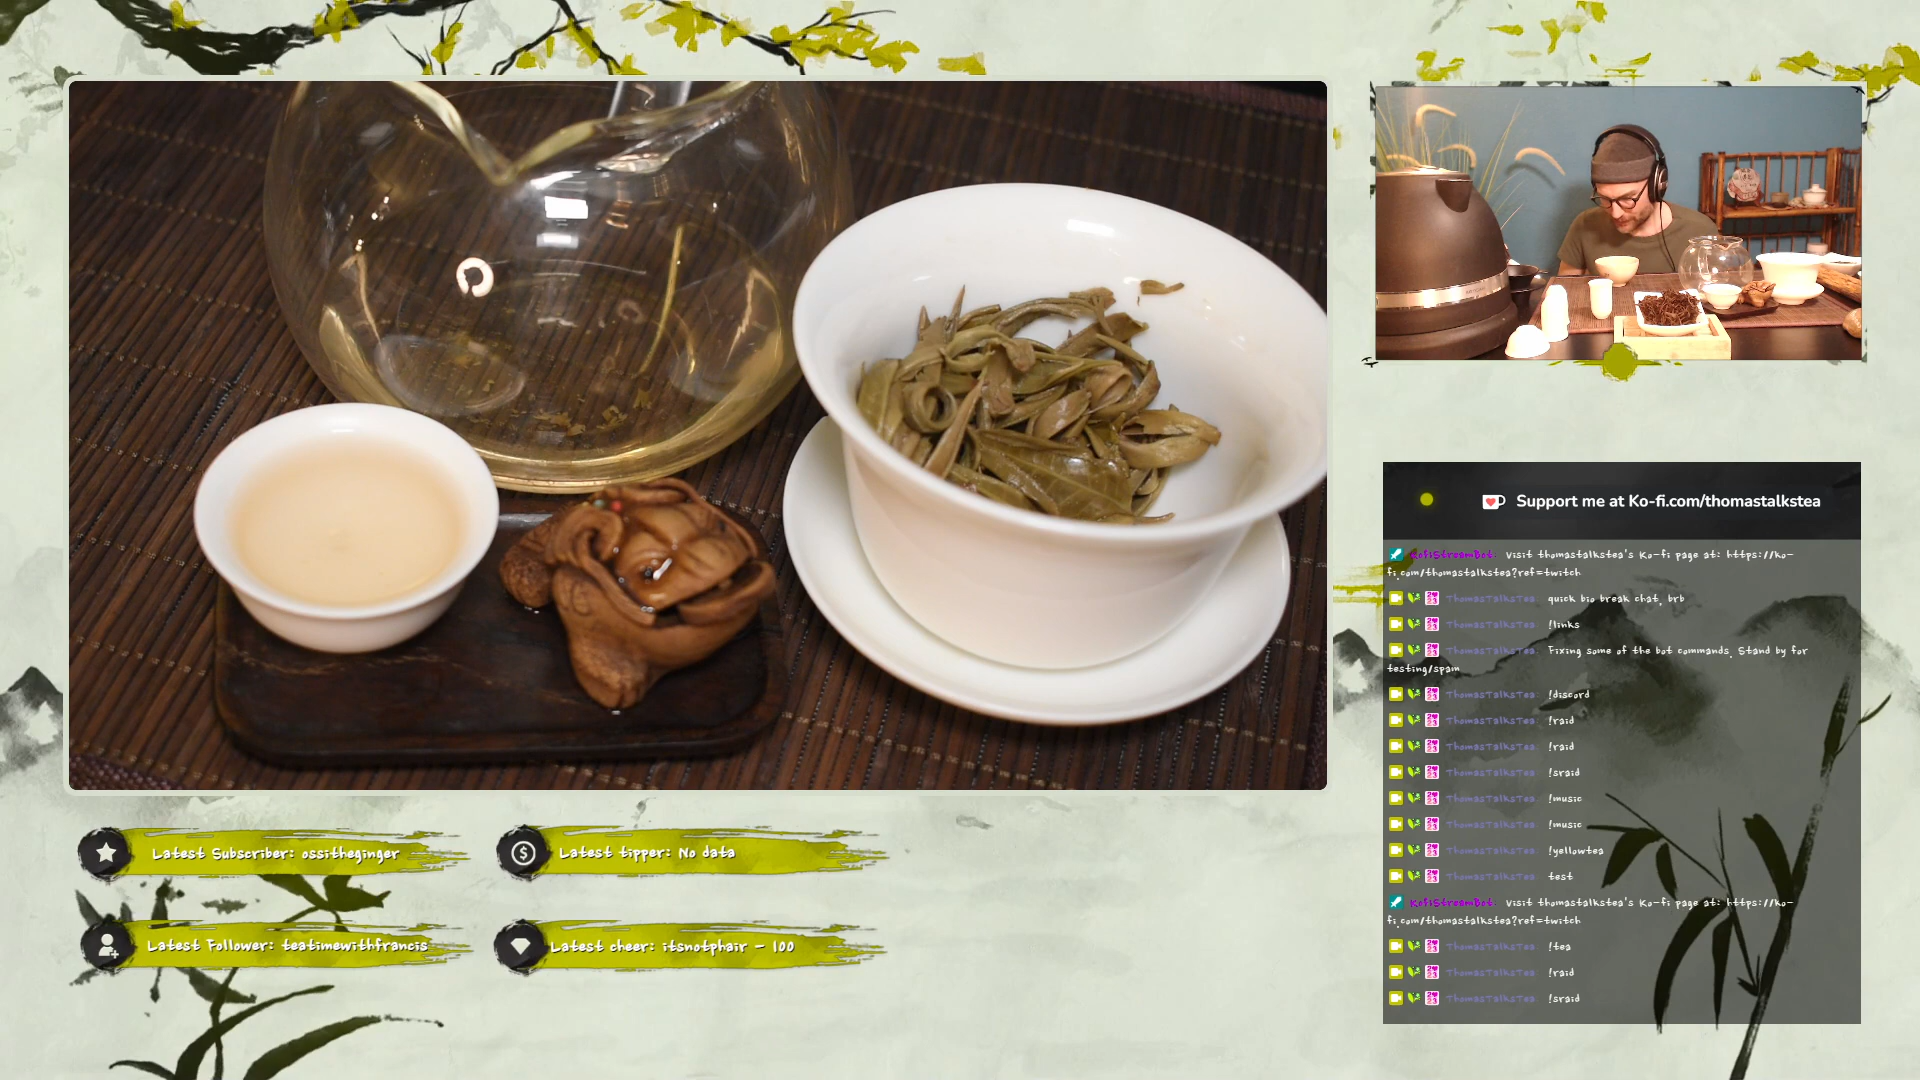 Support me at Ko-fi.com/thomastalkstea
KofiStreamBot: Visit thomastalkstea's Ko-fi page at: https://ko-
fi.com/thomastalkstea?ref=twitch
ThomasTalksTea: quick bio break chat, brb
ThomasTalksTea: !links
ThomasTalksTea: Fixing some of the bot commands. Stand by for
testing/spam
ThomasTalksTea: !discord
ThomasTalksTea: !raid
ThomasTalksTea: !raid
ThomasTalksTea: !sraid
ThomasTalksTea: !music
ThomasTalksTea: !music
ThomasTalksTea: !yellowtea
ThomasTalksTea: test
KofiStreamBot: Visit thomastalkstea's Ko-fi page at: https://ko-
fi.com/thomastalkstea?ref=twitch
ThomasTalksTea: !tea
ThomasTalksTea: !raid
ThomasTalksTea: !sraid
Latest Subscriber: ossitheginger
Latest tipper: No data
Latest Follower: teatimewithfrancis
Latest cheer: itsnotphair - 100